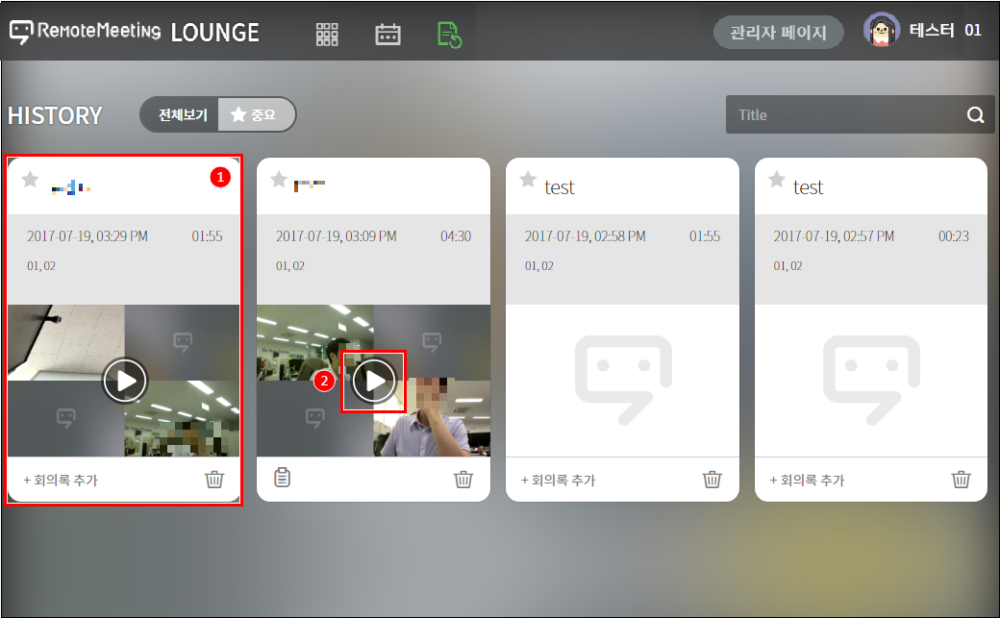 RemoteMeeting LOUNGE
관리자 페이지
테스터 01
HISTORY
전체보기
중요
Title
1
2017-07-19, 03:29 PM 01:55
01, 02
+ 회의록 추가
2017-07-19, 03:09 PM 04:30
01, 02
2
test
2017-07-19, 02:58 PM 01:55
01, 02
+ 회의록 추가
test
2017-07-19, 02:57 PM 00:23
01, 02
+ 회의록 추가